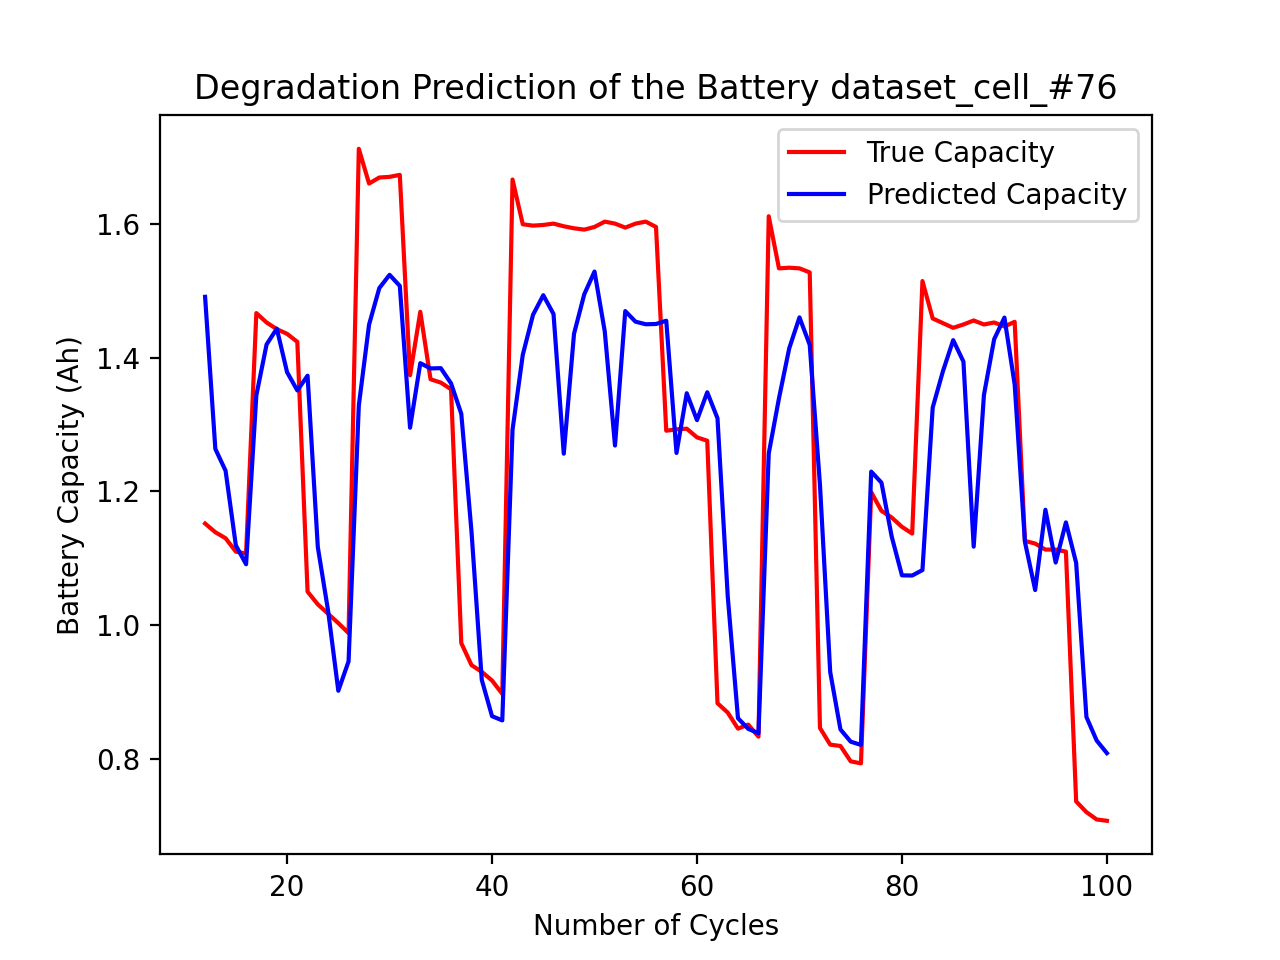 Degradation Prediction of the Battery dataset_cell_#76
True Capacity
Predicted Capacity
Battery Capacity (Ah)
1.6
1.4
1.2
1.0
0.8
20 40 60 80 100
Number of Cycles